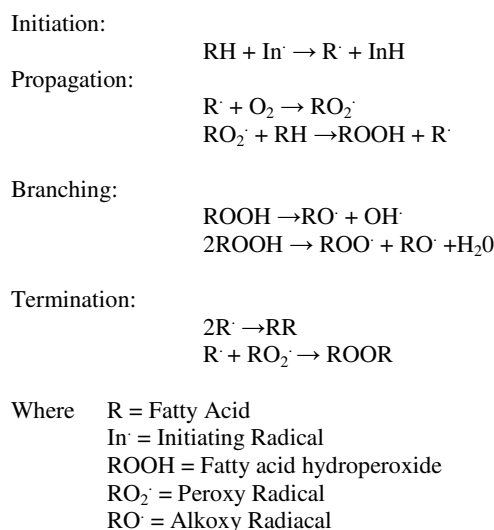 Initiation:
RH + In· → R· + InH
Propagation:
R· + O₂ → RO₂·
RO₂· + RH →ROOH + R·
Branching:
ROOH →RO· + OH·
2ROOH → ROO· + RO· +H₂0
Termination:
2R· →RR
R· + RO₂· → ROOR
Where R = Fatty Acid
In· = Initiating Radical
ROOH = Fatty acid hydroperoxide
RO₂· = Peroxy Radical
RO· = Alkoxy Radiacal